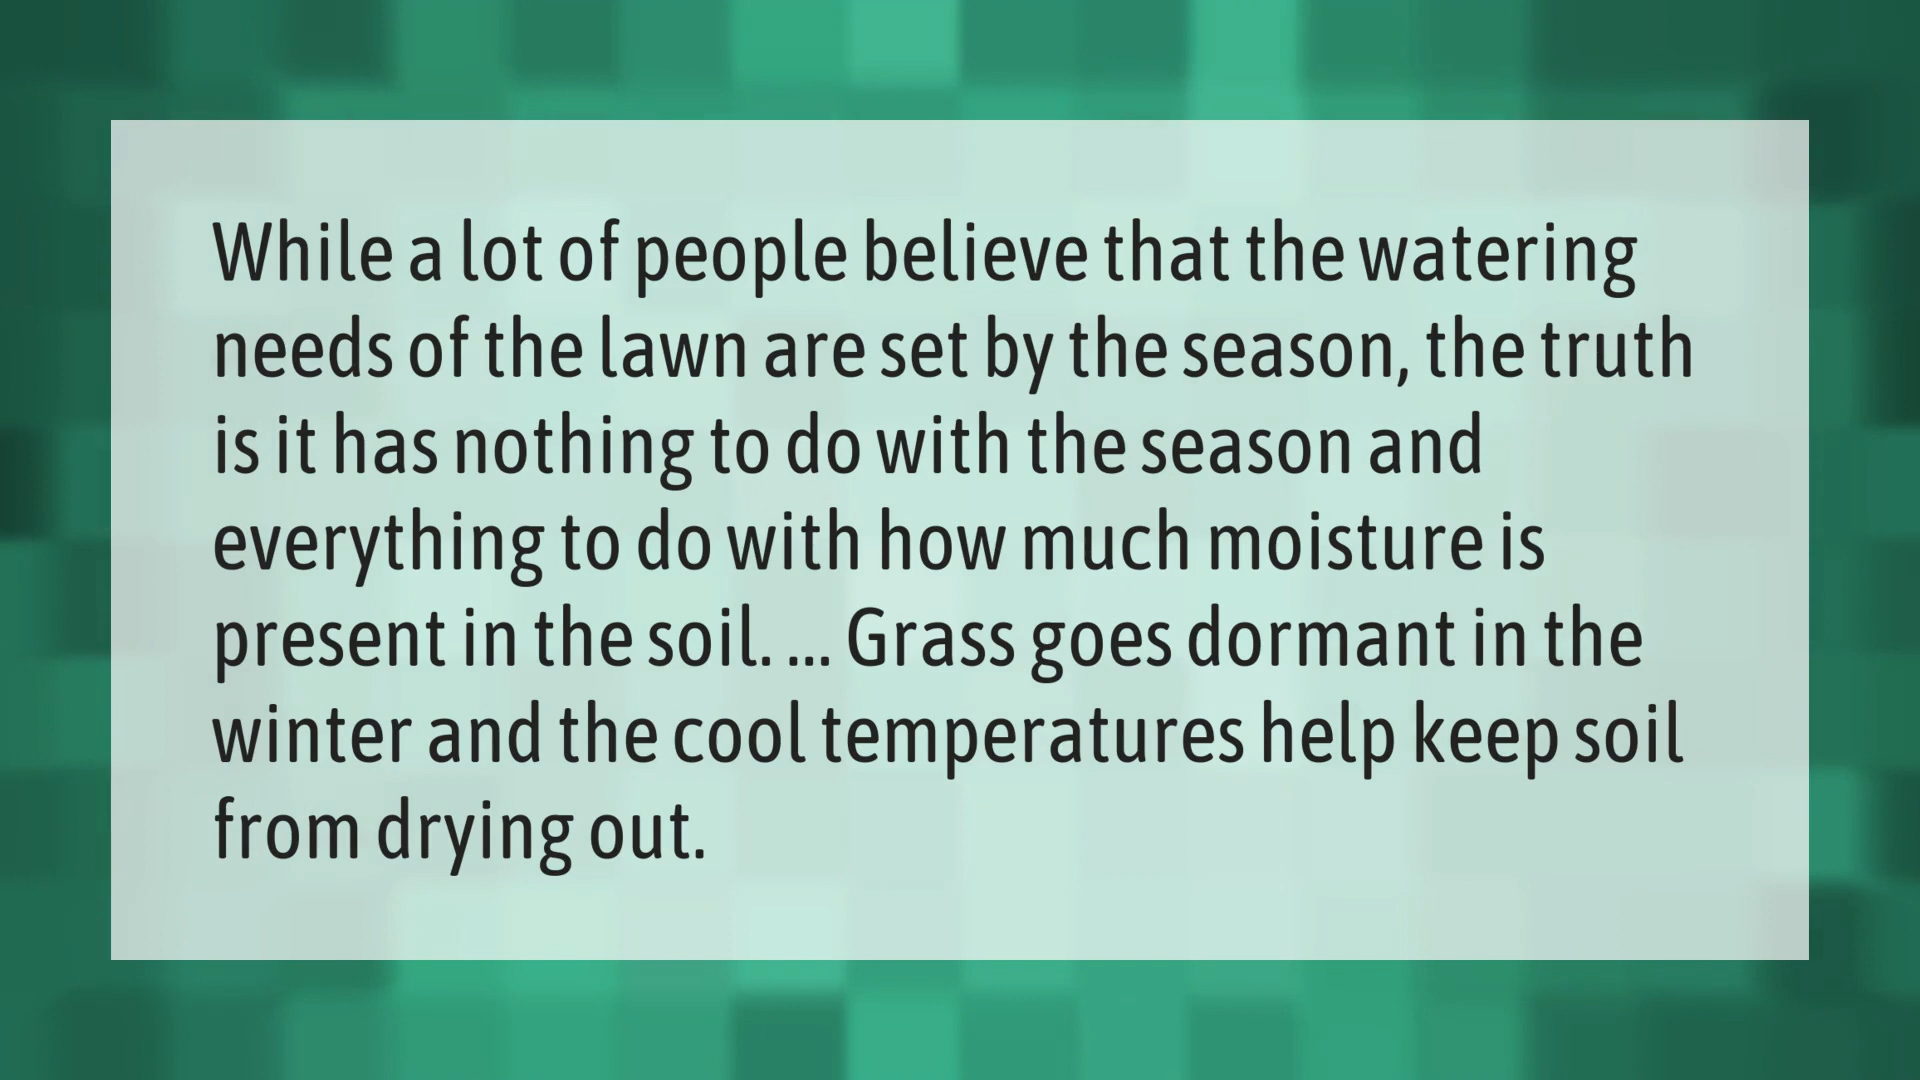 While a lot of people believe that the watering
needs of the lawn are set by the season, the truth
is it has nothing to do with the season and
everything to do with how much moisture is
present in the soil. ... Grass goes dormant in the
winter and the cool temperatures help keep soil
from drying out.